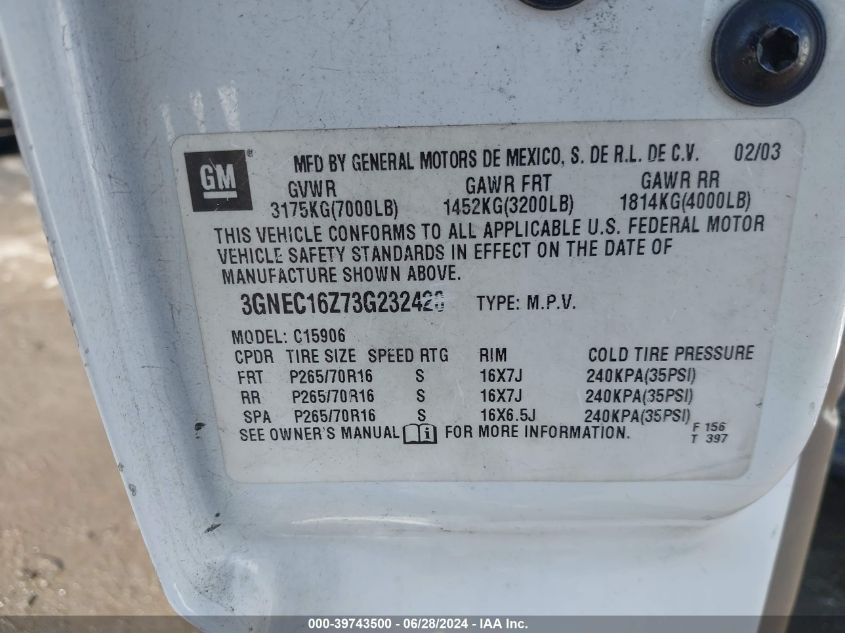 GM®
MFD BY GENERAL MOTORS DE MEXICO, S. DE R.L. DE C.V. 02/03
GVWR GAWR FRT GAWR RR
3175KG(7000LB) 1452KG(3200LB) 1814KG(4000LB)
THIS VEHICLE CONFORMS TO ALL APPLICABLE U.S. FEDERAL MOTOR
VEHICLE SAFETY STANDARDS IN EFFECT ON THE DATE OF
MANUFACTURE SHOWN ABOVE.
3GNEC16Z73G232420 TYPE: M.P.V.
MODEL: C15906
CPDR TIRE SIZE SPEED RTG RIM COLD TIRE PRESSURE
FRT P265/70R16 S 16X7J 240KPA(35PSI)
RR P265/70R16 S 16X7J 240KPA(35PSI)
SPA P265/70R16 S 16X6.5J 240KPA(35PSI)
SEE OWNER'S MANUAL i FOR MORE INFORMATION. F 156
T 397
000-39743500 - 06/28/2024 - IAA Inc.